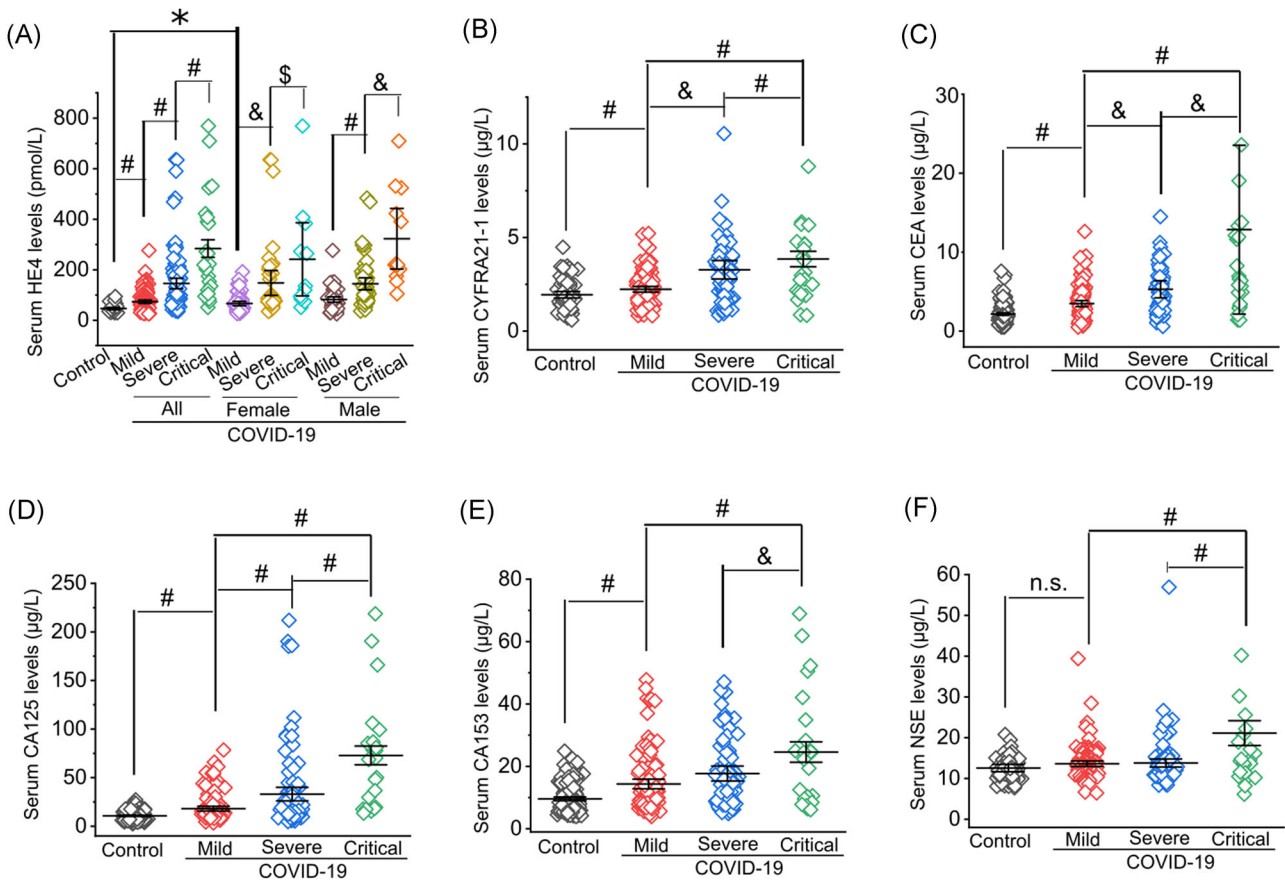 (A)
*
#
$
&
#
#
&
#
#
Serum HE4 levels (pmol/L)
800
600
400
200
0
Control
Mild
Severe
Critical
Mild
Severe
Critical
Mild
Severe
Critical
All
Female
Male
COVID-19
(B)
#
&
#
#
Serum CYFRA21-1 levels (µg/L)
10
5
0
Control
Mild
Severe
Critical
COVID-19
(C)
#
&
&
#
Serum CEA levels (µg/L)
30
20
10
0
Control
Mild
Severe
Critical
COVID-19
(D)
#
#
#
#
Serum CA125 levels (µg/L)
250
200
150
100
50
0
Control
Mild
Severe
Critical
COVID-19
(E)
#
&
#
Serum CA153 levels (µg/L)
80
60
40
20
0
Control
Mild
Severe
Critical
COVID-19
(F)
#
#
n.s.
Serum NSE levels (µg/L)
60
50
40
30
20
10
0
Control
Mild
Severe
Critical
COVID-19